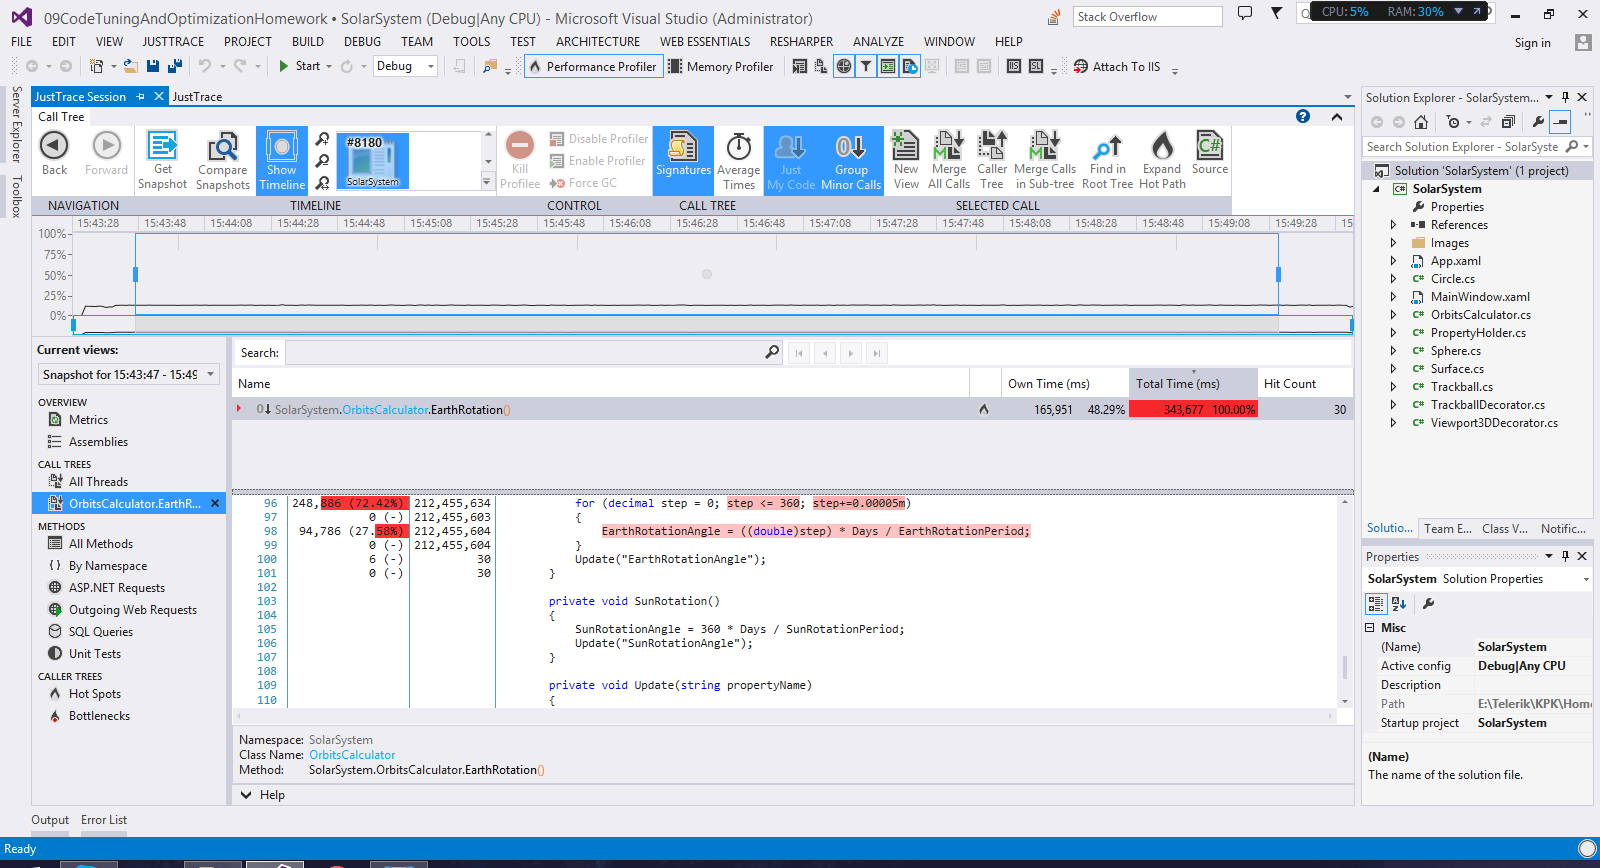 09CodeTuningAndOptimizationHomework • SolarSystem (Debug|Any CPU) - Microsoft Visual Studio (Administrator)
Stack Overflow
CPU: 5% RAM: 30%
FILE EDIT VIEW JUSTTRACE PROJECT BUILD DEBUG TEAM TOOLS TEST ARCHITECTURE WEB ESSENTIALS RESHARPER ANALYZE WINDOW HELP
Sign in
Start Debug Performance Profiler Memory Profiler Attach To IIS
Server Explorer
Toolbox
JustTrace Session JustTrace
Call Tree
Back Forward
Get Snapshot
Compare Snapshots
Show Timeline
#8180
SolarSystem
Kill Profiler
Disable Profiler
Enable Profiler
Force GC
Signatures
Average Times
Just My Code
Group Minor Calls
New View
Merge All Calls
Caller Tree
Merge Calls in Sub-tree
Find in Root Tree
Expand Hot Path
Source
NAVIGATION TIMELINE CONTROL CALL TREE SELECTED CALL
15:43:28 15:43:48 15:44:08 15:44:28 15:44:48 15:45:08 15:45:28 15:45:48 15:46:08 15:46:28 15:46:48 15:47:08 15:47:28 15:47:48 15:48:08 15:48:28 15:48:48 15:49:08 15:49:28 15
100%
75%
50%
25%
0%
Current views:
Snapshot for 15:43:47 - 15:49
OVERVIEW
Metrics
Assemblies
CALL TREES
All Threads
OrbitsCalculator.EarthR...
METHODS
All Methods
By Namespace
ASP.NET Requests
Outgoing Web Requests
SQL Queries
Unit Tests
CALLER TREES
Hot Spots
Bottlenecks
Search:
Name Own Time (ms) Total Time (ms) Hit Count
SolarSystem.OrbitsCalculator.EarthRotation() 165,951 48.29% 343,677 100.00% 30
96 248,886 (72.42%) 212,455,634 for (decimal step = 0; step <= 360; step+=0.00005m)
97 0 (-) 212,455,603 {
98 94,786 (27.58%) 212,455,604 EarthRotationAngle = ((double)step) * Days / EarthRotationPeriod;
99 0 (-) 212,455,604 }
100 6 (-) 30 Update("EarthRotationAngle");
101 0 (-) 30 }
102
103 private void SunRotation()
104 {
105 SunRotationAngle = 360 * Days / SunRotationPeriod;
106 Update("SunRotationAngle");
107 }
108
109 private void Update(string propertyName)
110 {
Namespace: SolarSystem
Class Name: OrbitsCalculator
Method: SolarSystem.OrbitsCalculator.EarthRotation()
Help
Solution Explorer - SolarSystem...
Search Solution Explorer - SolarSyste
Solution 'SolarSystem' (1 project)
SolarSystem
Properties
References
Images
App.xaml
Circle.cs
MainWindow.xaml
OrbitsCalculator.cs
PropertyHolder.cs
Sphere.cs
Surface.cs
Trackball.cs
TrackballDecorator.cs
Viewport3DDecorator.cs
Solutio... Team E... Class V... Notific...
Properties
SolarSystem Solution Properties
Misc
(Name) SolarSystem
Active config Debug|Any CPU
Description
Path E:\Telerik\KPK\Home
Startup project SolarSystem
(Name)
The name of the solution file.
Output Error List
Ready